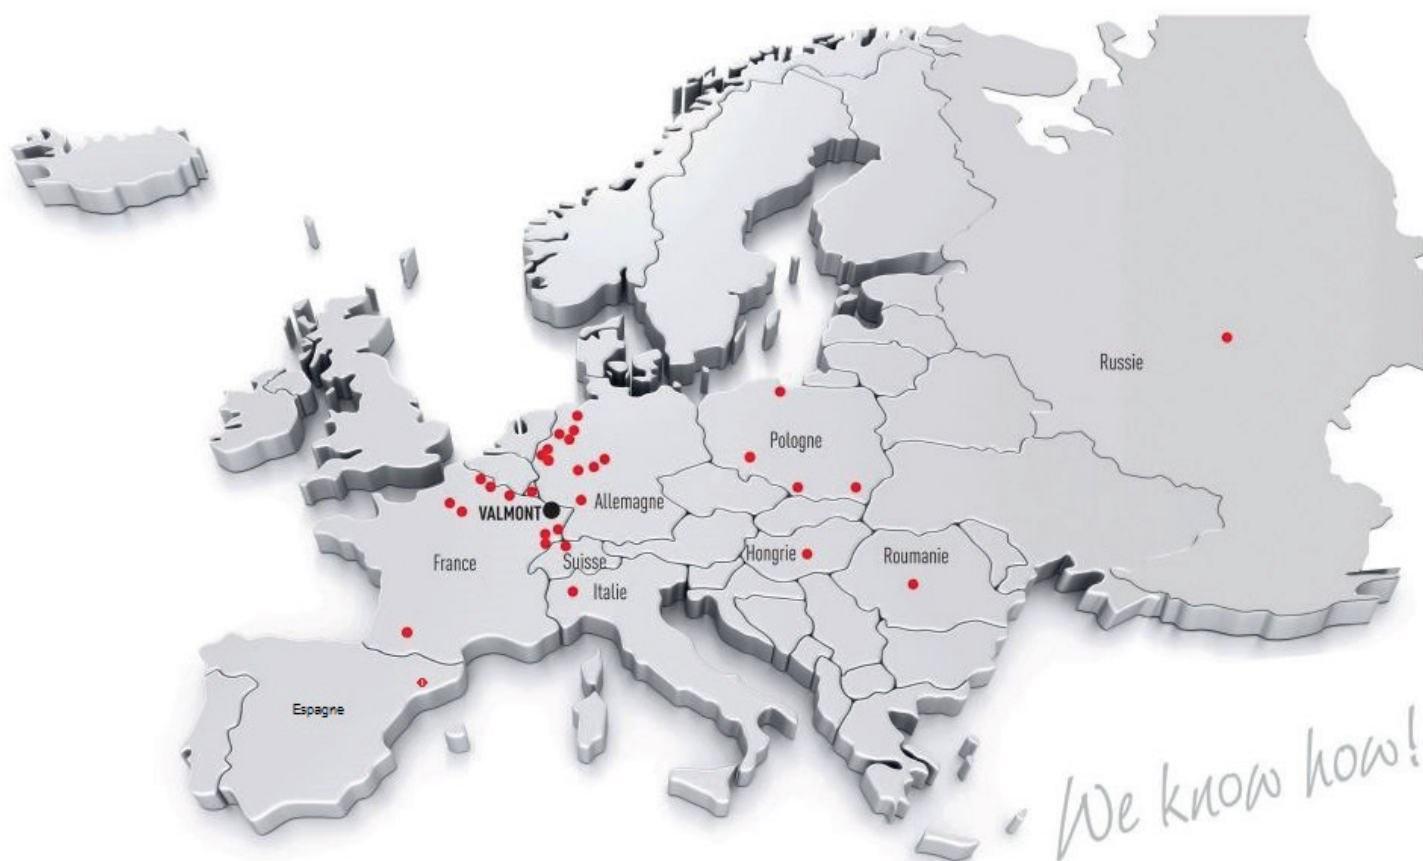 Russie
Pologne
VALMONT
Allemagne
France
Suisse
Hongrie
Roumanie
Italie
Espagne
We know how!